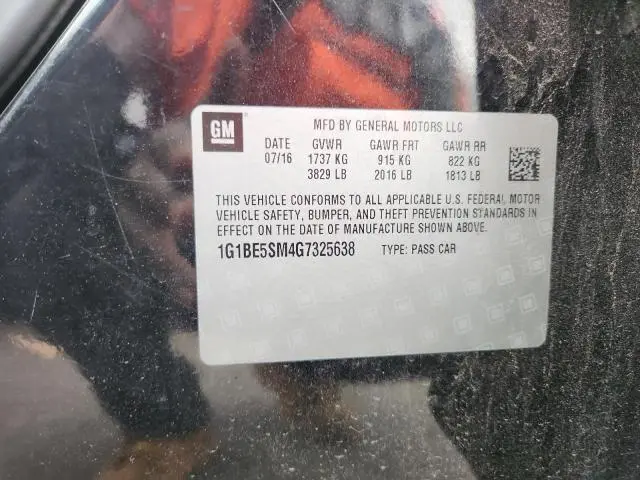 GM
MFD BY GENERAL MOTORS LLC
DATE GVWR GAWR FRT GAWR RR
07/16 1737 KG 915 KG 822 KG
3829 LB 2016 LB 1813 LB
THIS VEHICLE CONFORMS TO ALL APPLICABLE U.S. FEDERAL MOTOR
VEHICLE SAFETY, BUMPER, AND THEFT PREVENTION STANDARDS IN
EFFECT ON THE DATE OF MANUFACTURE SHOWN ABOVE.
1G1BE5SM4G7325638 TYPE: PASS CAR